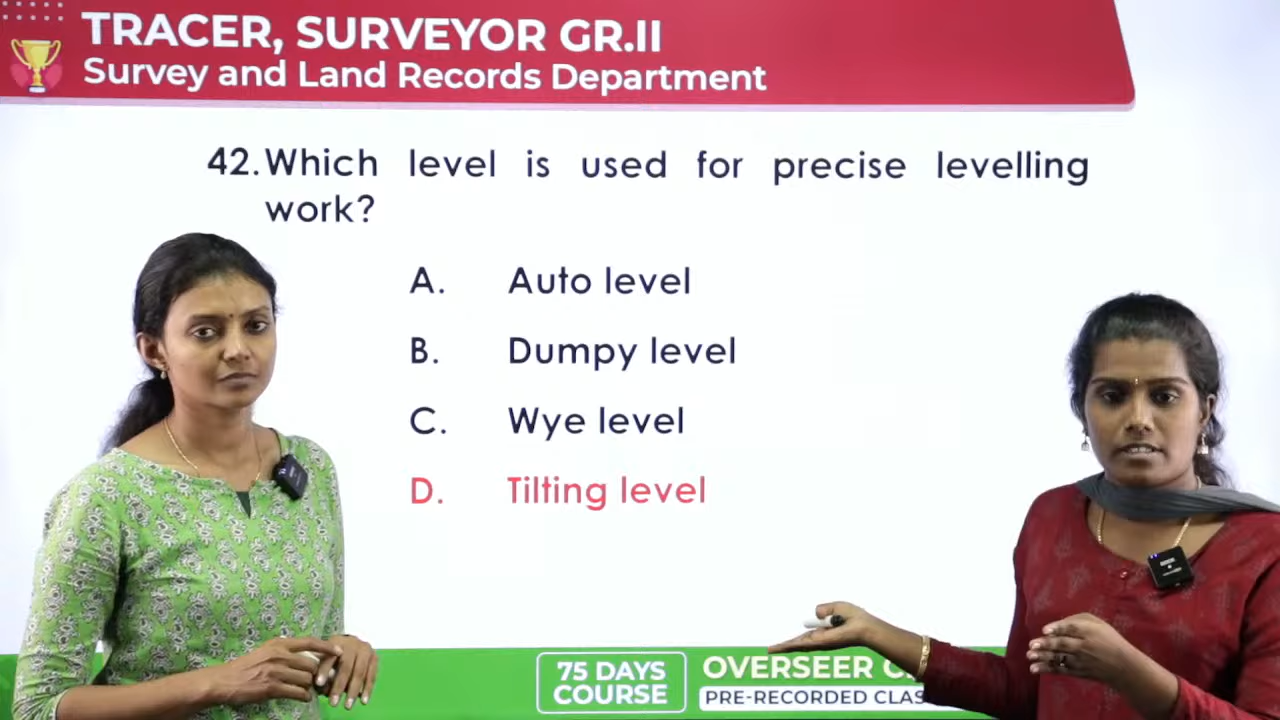 TRACER, SURVEYOR GR.II
Survey and Land Records Department
42. Which level is used for precise levelling
work?
A. Auto level
B. Dumpy level
C. Wye level
D. Tilting level
75 DAYS
COURSE
OVERSEER
PRE-RECORDED